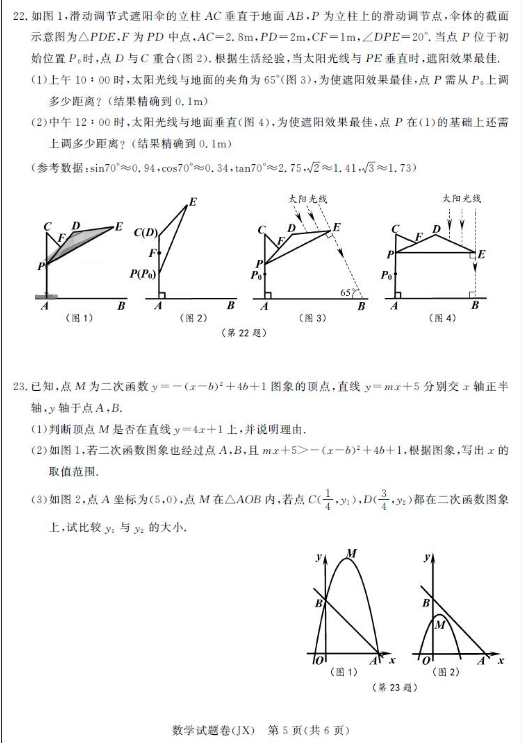 22.如图1,滑动调节式遮阳伞的立柱AC垂直于地面AB,P为立柱上的滑动调节点,伞体的截面
示意图为△PDE,F为PD中点,AC=2.8m,PD=2m,CF=1m,∠DPE=20°.当点P位于初
始位置P₀时,点D与C重合(图2).根据生活经验,当太阳光线与PE垂直时,遮阳效果最佳.
(1)上午10:00时,太阳光线与地面的夹角为65°(图3),为使遮阳效果最佳,点P需从P₀上调
多少距离?(结果精确到0.1m)
(2)中午12:00时,太阳光线与地面垂直(图4),为使遮阳效果最佳,点P在(1)的基础上还需
上调多少距离?(结果精确到0.1m)
(参考数据:sin70°≈0.94,cos70°≈0.34,tan70°≈2.75,√2≈1.41,√3≈1.73)
C D E F P A B
(图1)
E C(D) F P(P₀) A B
(图2)
太阳光线
C D E F P P₀ 65° A B
(图3)
太阳光线
C D F P E P₀ A B
(图4)
(第22题)
23.已知,点M为二次函数y=-(x-b)²+4b+1图象的顶点,直线y=mx+5分别交x轴正半
轴,y轴于点A,B.
(1)判断顶点M是否在直线y=4x+1上,并说明理由.
(2)如图1,若二次函数图象也经过点A,B,且mx+5>-(x-b)²+4b+1,根据图象,写出x的
取值范围.
(3)如图2,点A坐标为(5,0),点M在△AOB内,若点C(1/4,y₁),D(3/4,y₂)都在二次函数图象
上,试比较y₁与y₂的大小.
y M B O A x
(图1)
y B M O A x
(图2)
(第23题)
数学试题卷(JX) 第5页(共6页)